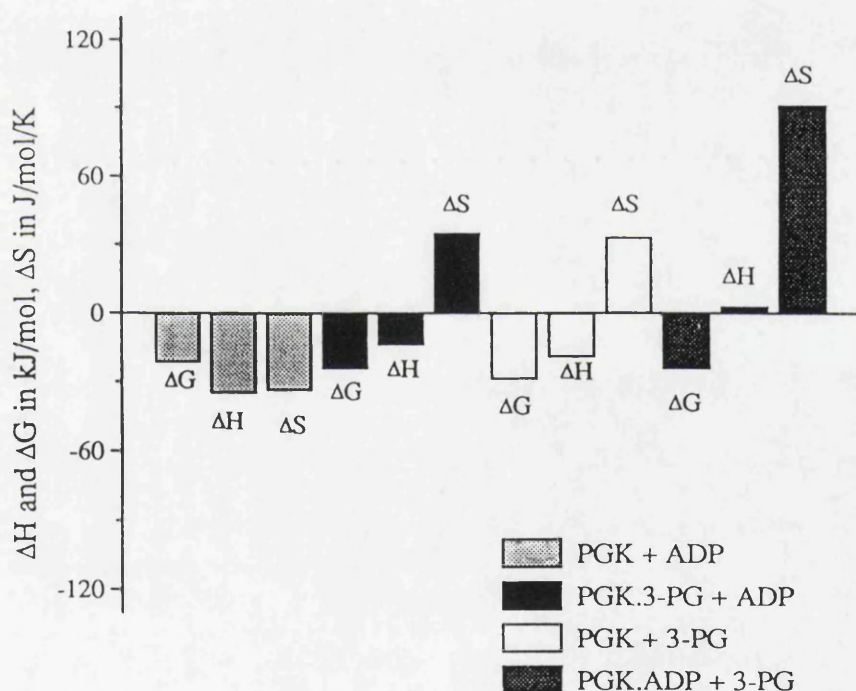 ΔH and ΔG in kJ/mol, ΔS in J/mol/K
120
60
0
-60
-120
ΔG
ΔH
ΔS
ΔG
ΔH
ΔS
ΔG
ΔH
ΔS
ΔG
ΔH
ΔS
PGK + ADP
PGK.3-PG + ADP
PGK + 3-PG
PGK.ADP + 3-PG